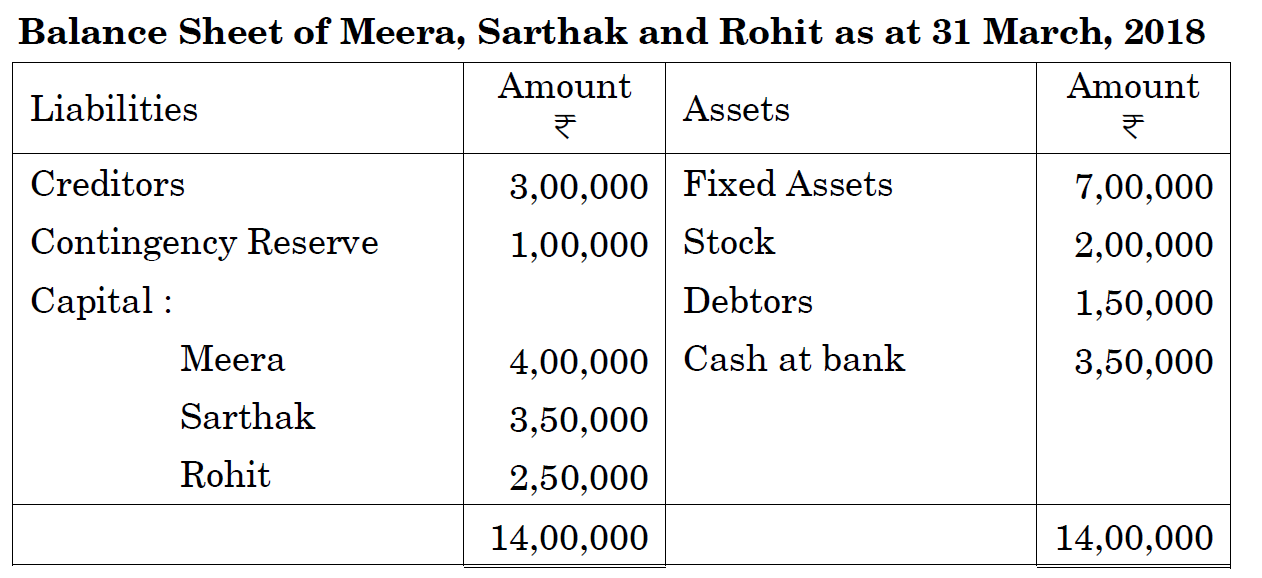 Balance Sheet of Meera, Sarthak and Rohit as at 31 March, 2018
Liabilities Amount ₹ Assets Amount ₹
Creditors 3,00,000 Fixed Assets 7,00,000
Contingency Reserve 1,00,000 Stock 2,00,000
Capital : Debtors 1,50,000
Meera 4,00,000 Cash at bank 3,50,000
Sarthak 3,50,000
Rohit 2,50,000
14,00,000 14,00,000